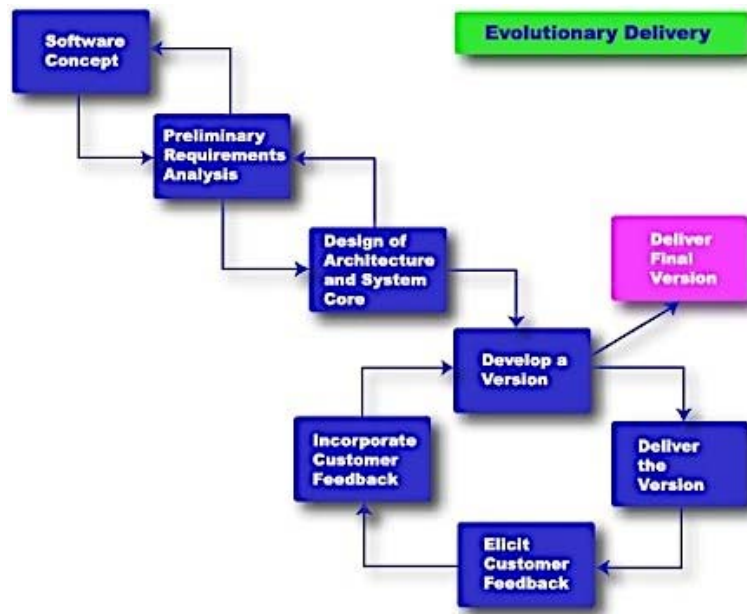 Software
Concept
Evolutionary Delivery
Preliminary
Requirements
Analysis
Design of
Architecture
and System
Core
Deliver
Final
Version
Develop a
Version
Incorporate
Customer
Feedback
Deliver
the
Version
Elicit
Customer
Feedback